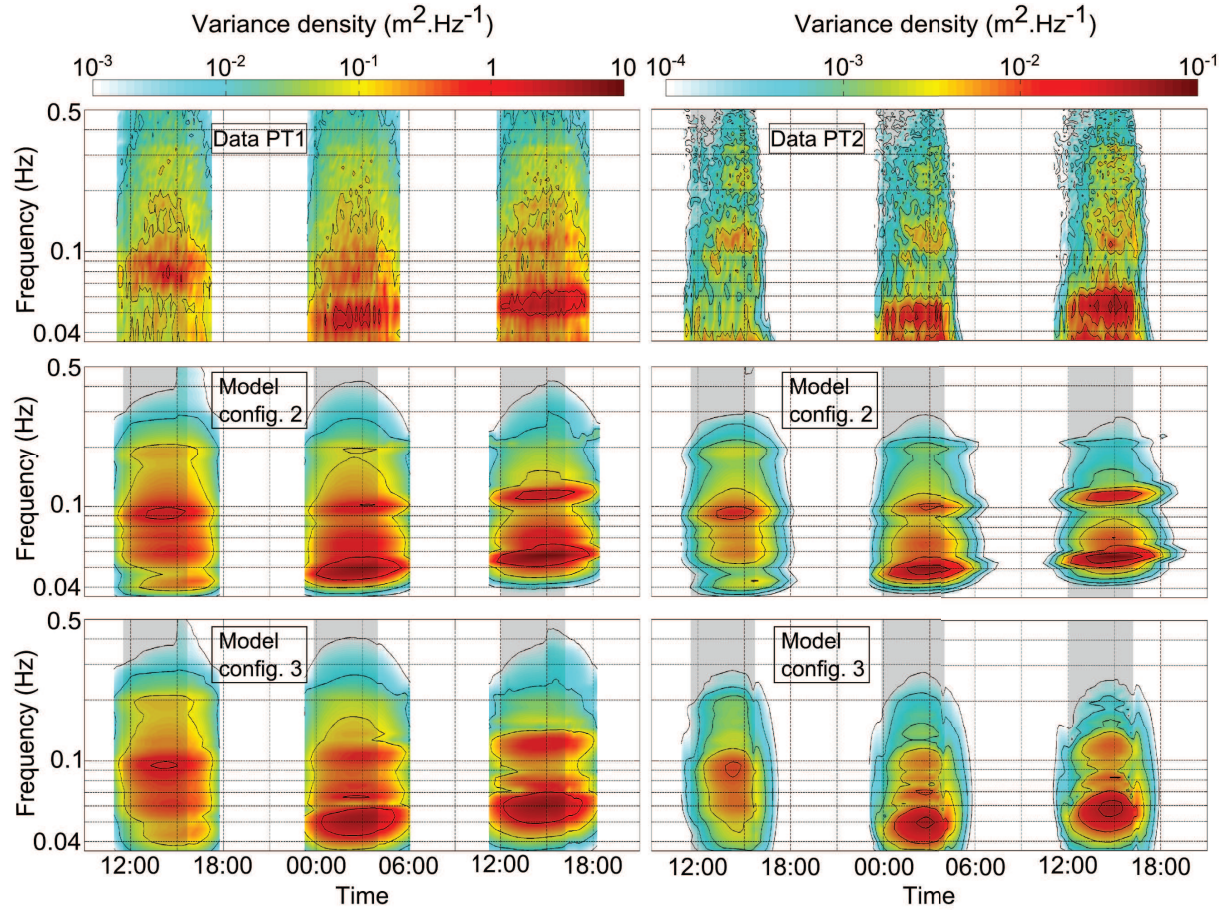 Variance density (m².Hz⁻¹)
Variance density (m².Hz⁻¹)
10⁻³ 10⁻² 10⁻¹ 1 10
10⁻⁴ 10⁻³ 10⁻² 10⁻¹
Frequency (Hz)
0.5
0.1
0.04
Data PT1
Data PT2
Frequency (Hz)
0.5
0.1
0.04
Model
config. 2
Model
config. 2
Frequency (Hz)
0.5
0.1
0.04
Model
config. 3
Model
config. 3
12:00 18:00 00:00 06:00 12:00 18:00
12:00 18:00 00:00 06:00 12:00 18:00
Time
Time